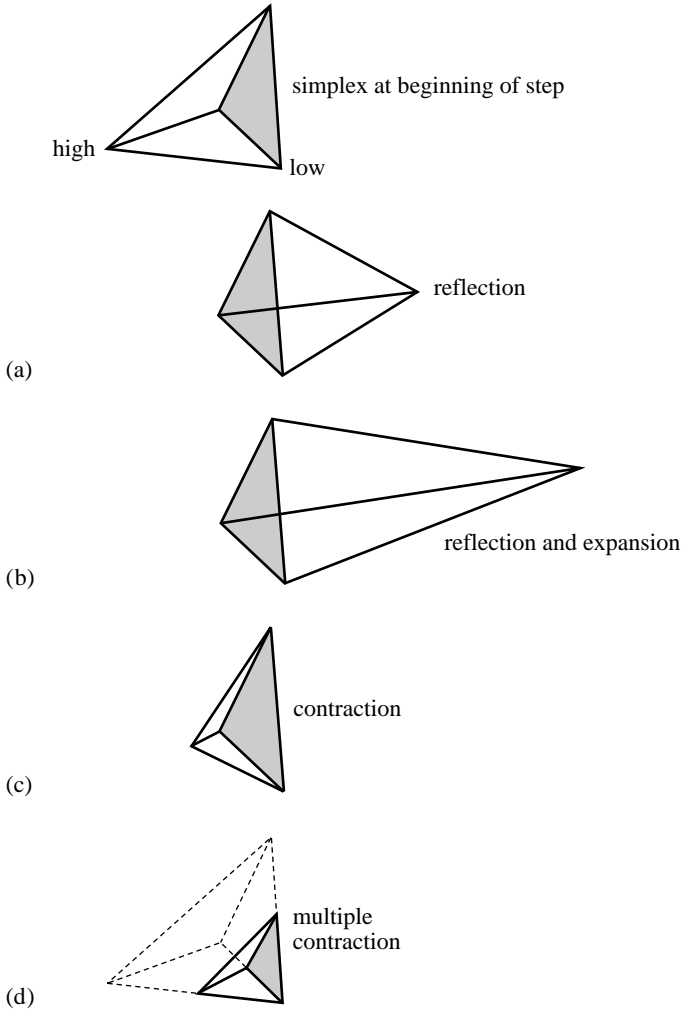 simplex at beginning of step
high
low
reflection
(a)
reflection and expansion
(b)
contraction
(c)
multiple
contraction
(d)